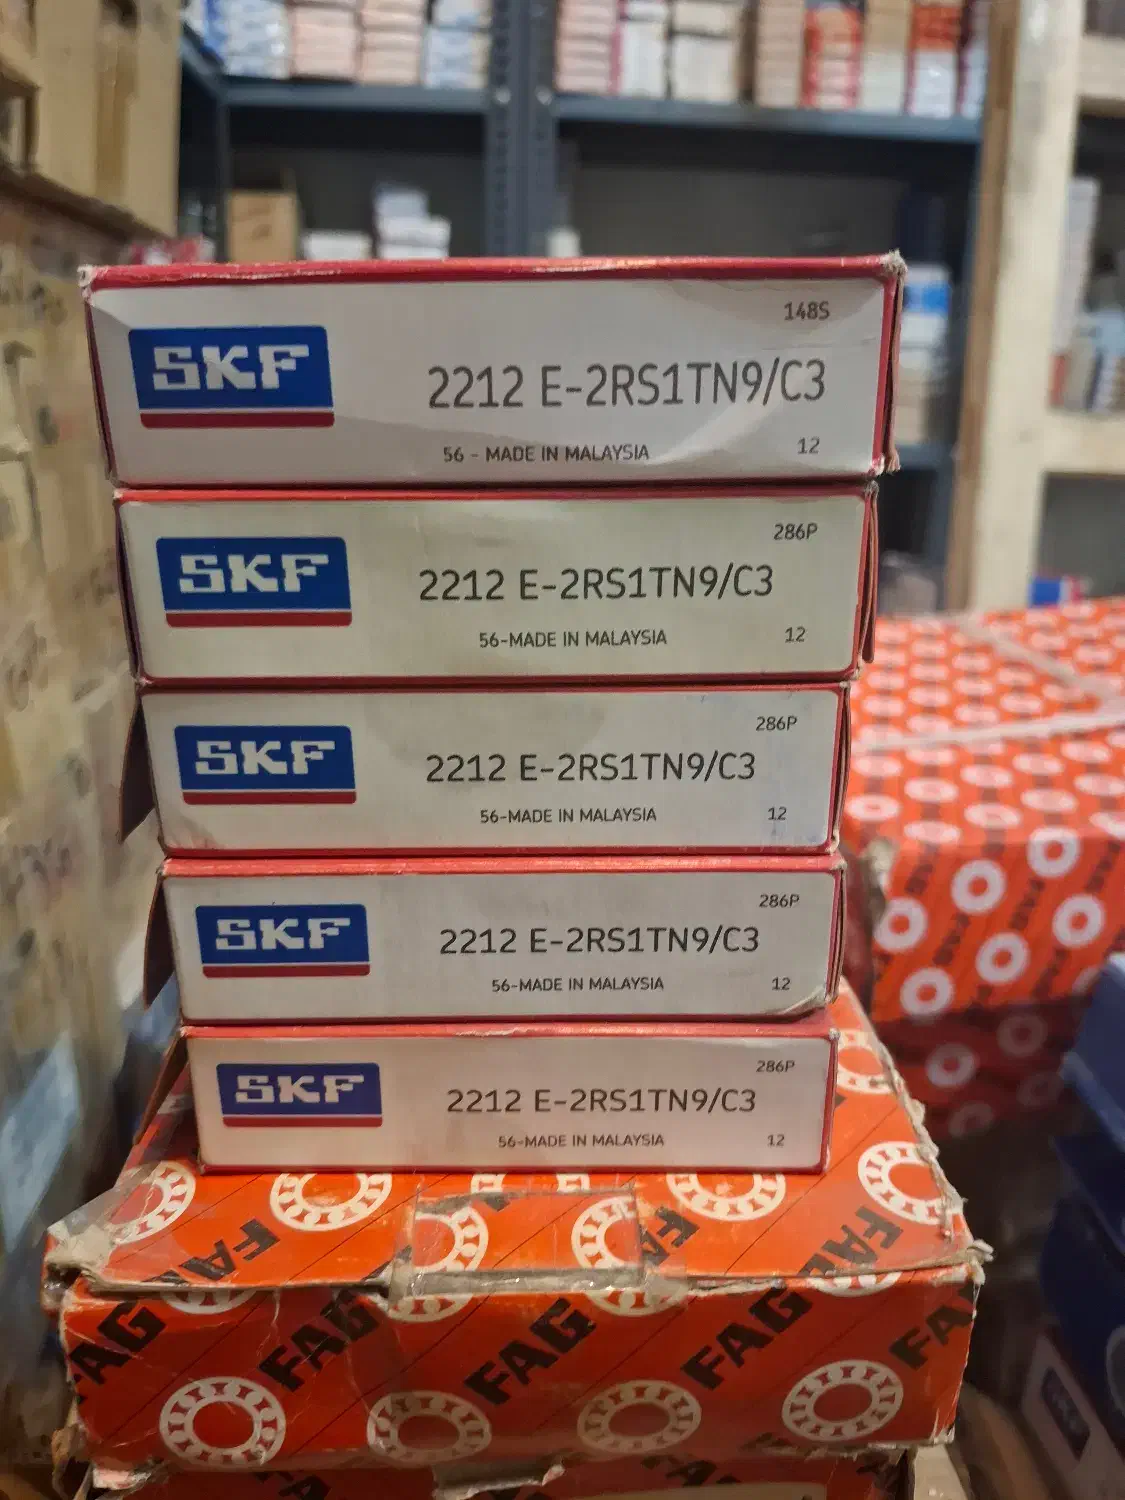 148S
SKF
2212 E-2RS1TN9/C3
56 - MADE IN MALAYSIA
12
286P
SKF
2212 E-2RS1TN9/C3
56-MADE IN MALAYSIA
12
286P
SKF
2212 E-2RS1TN9/C3
56-MADE IN MALAYSIA
12
286P
SKF
2212 E-2RS1TN9/C3
56-MADE IN MALAYSIA
12
286P
SKF
2212 E-2RS1TN9/C3
56-MADE IN MALAYSIA
12
FAG
FAG
FAG
FAG
FAG